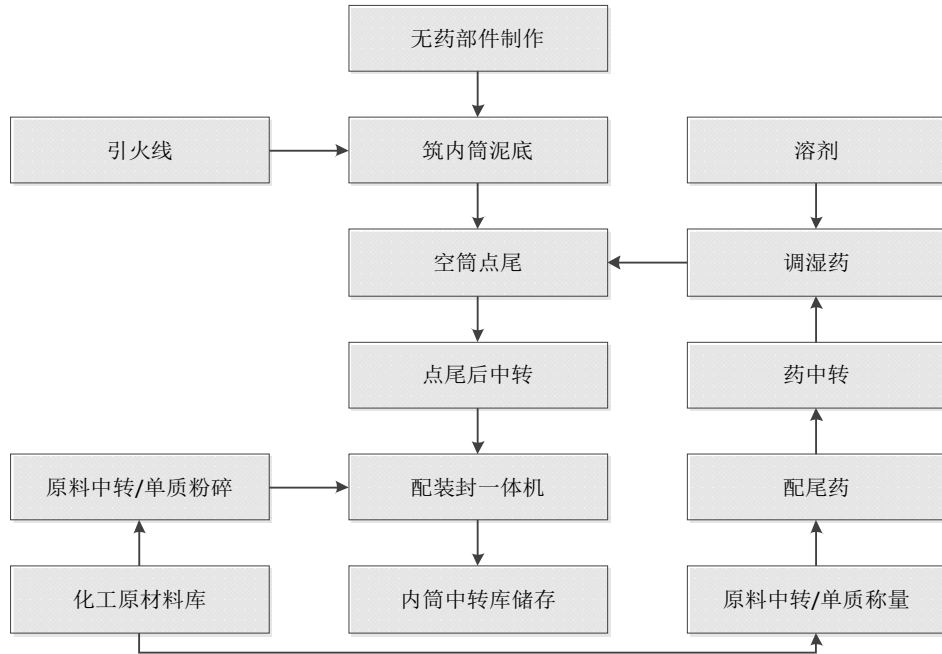 无药部件制作
引火线
筑内筒泥底
溶剂
空筒点尾
调湿药
点尾后中转
药中转
原料中转/单质粉碎
配装封一体机
配尾药
化工原材料库
内筒中转库储存
原料中转/单质称量